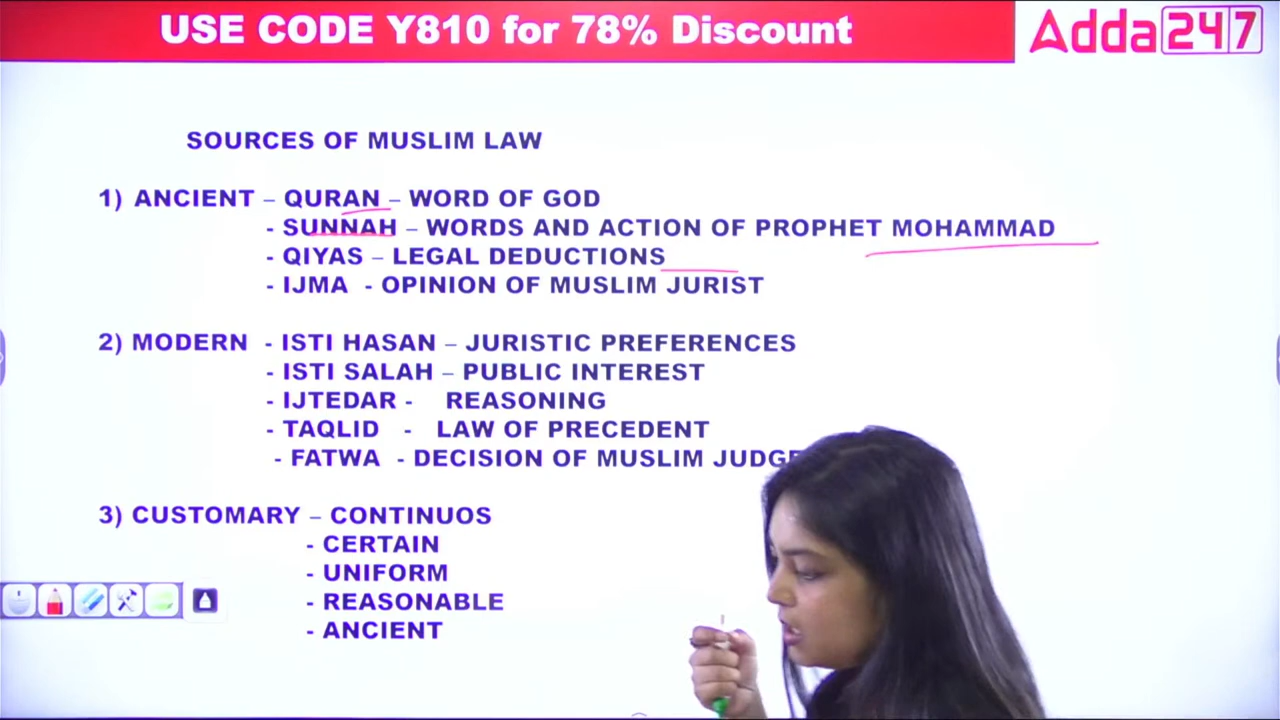 USE CODE Y810 for 78% Discount
Adda247
SOURCES OF MUSLIM LAW
1) ANCIENT – QURAN – WORD OF GOD
- SUNNAH – WORDS AND ACTION OF PROPHET MOHAMMAD
- QIYAS – LEGAL DEDUCTIONS
- IJMA - OPINION OF MUSLIM JURIST
2) MODERN - ISTI HASAN – JURISTIC PREFERENCES
- ISTI SALAH – PUBLIC INTEREST
- IJTEDAR - REASONING
- TAQLID - LAW OF PRECEDENT
- FATWA - DECISION OF MUSLIM JUDGE
3) CUSTOMARY – CONTINUOS
- CERTAIN
- UNIFORM
- REASONABLE
- ANCIENT